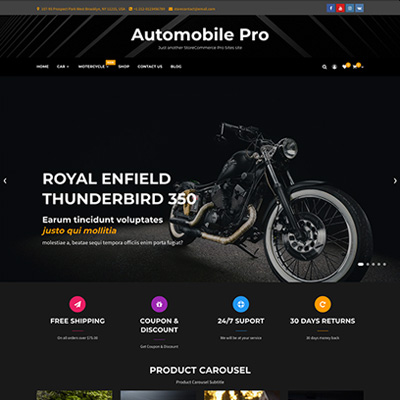 Automobile Pro
Just another StoreCommerce Pro Sites site
HOME CAR MOTORCYCLE SHOP CONTACT US BLOG
ROYAL ENFIELD
THUNDERBIRD 350
Earum tincidunt voluptates
justo qui mollitia
molestiae a, beatae sequi tempora officiis enim porta fugiat?
FREE SHIPPING
On all orders over $75.00
COUPON &
DISCOUNT
Get Coupon & Discount
24/7 SUPORT
We will be at your service
30 DAYS RETURNS
30 days money back
PRODUCT CAROUSEL
Product Carousel Subtitle